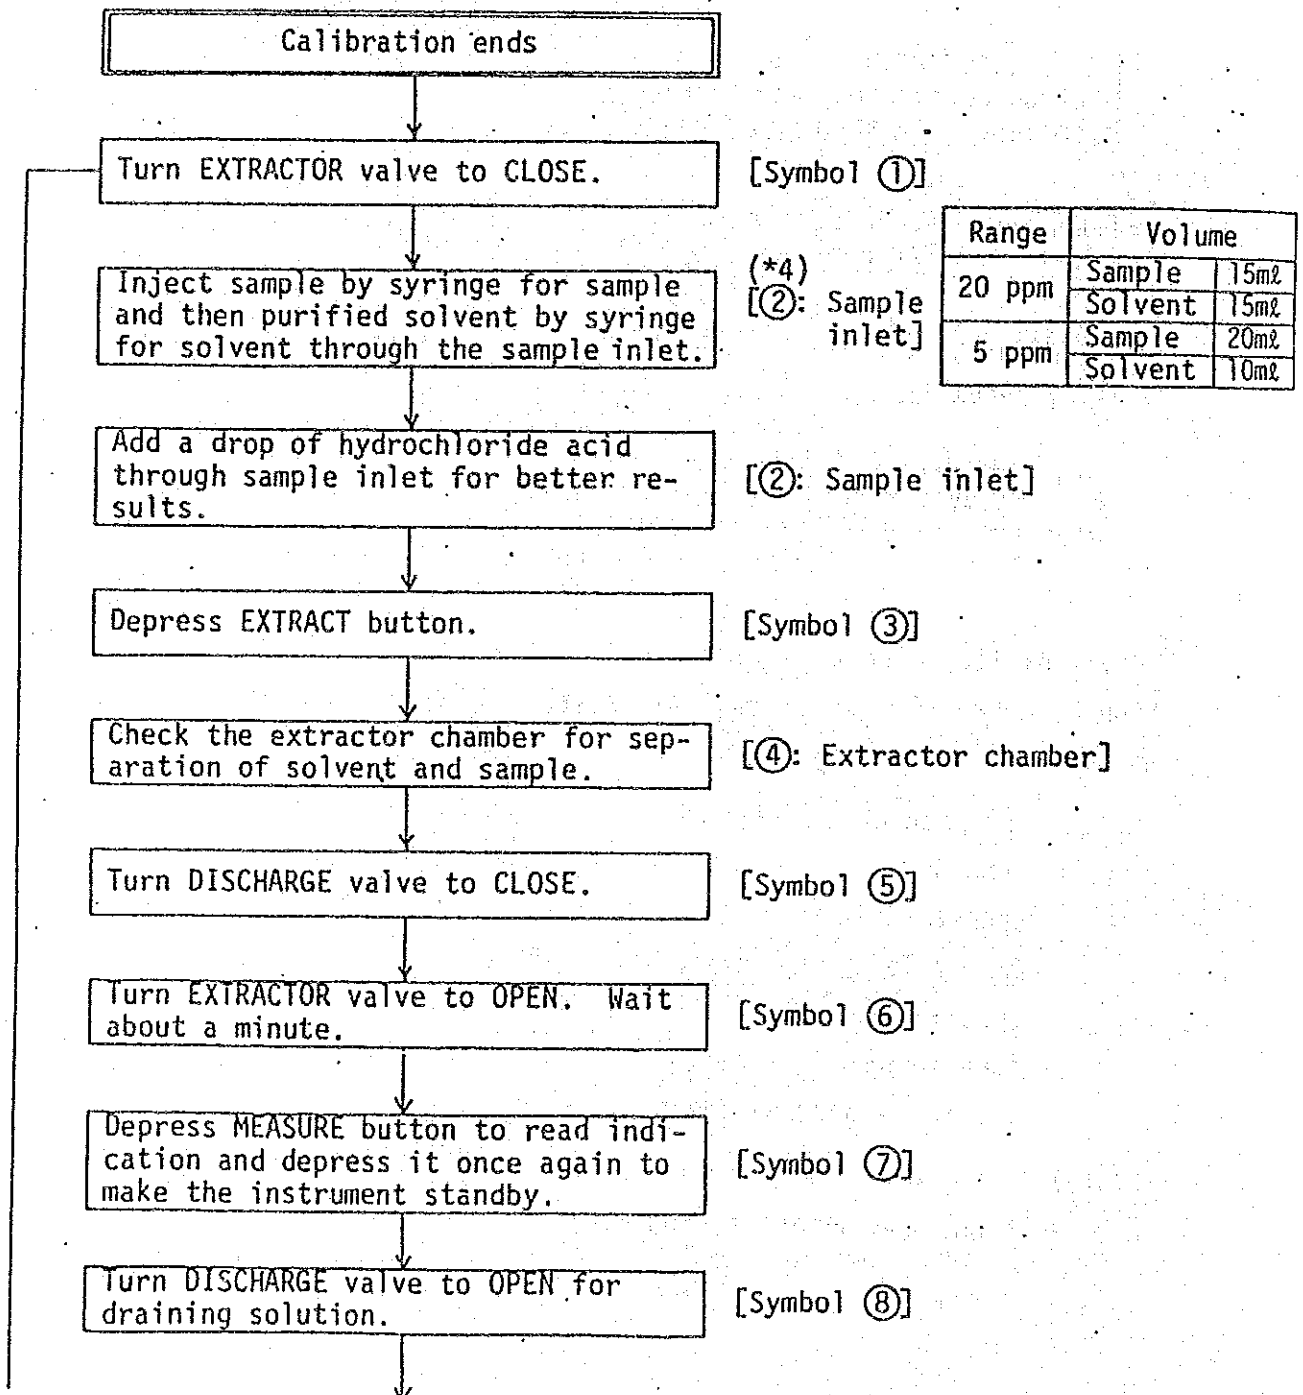 Calibration ends
Turn EXTRACTOR valve to CLOSE.
[Symbol ①]
Inject sample by syringe for sample
and then purified solvent by syringe
for solvent through the sample inlet.
(*4)
[②: Sample
inlet]
Range Volume
20 ppm Sample 15mℓ
Solvent 15mℓ
5 ppm Sample 20mℓ
Solvent 10mℓ
Add a drop of hydrochloride acid
through sample inlet for better re-
sults.
[②: Sample inlet]
Depress EXTRACT button.
[Symbol ③]
Check the extractor chamber for sep-
aration of solvent and sample.
[④: Extractor chamber]
Turn DISCHARGE valve to CLOSE.
[Symbol ⑤]
Turn EXTRACTOR valve to OPEN. Wait
about a minute.
[Symbol ⑥]
Depress MEASURE button to read indi-
cation and depress it once again to
make the instrument standby.
[Symbol ⑦]
Turn DISCHARGE valve to OPEN for
draining solution.
[Symbol ⑧]